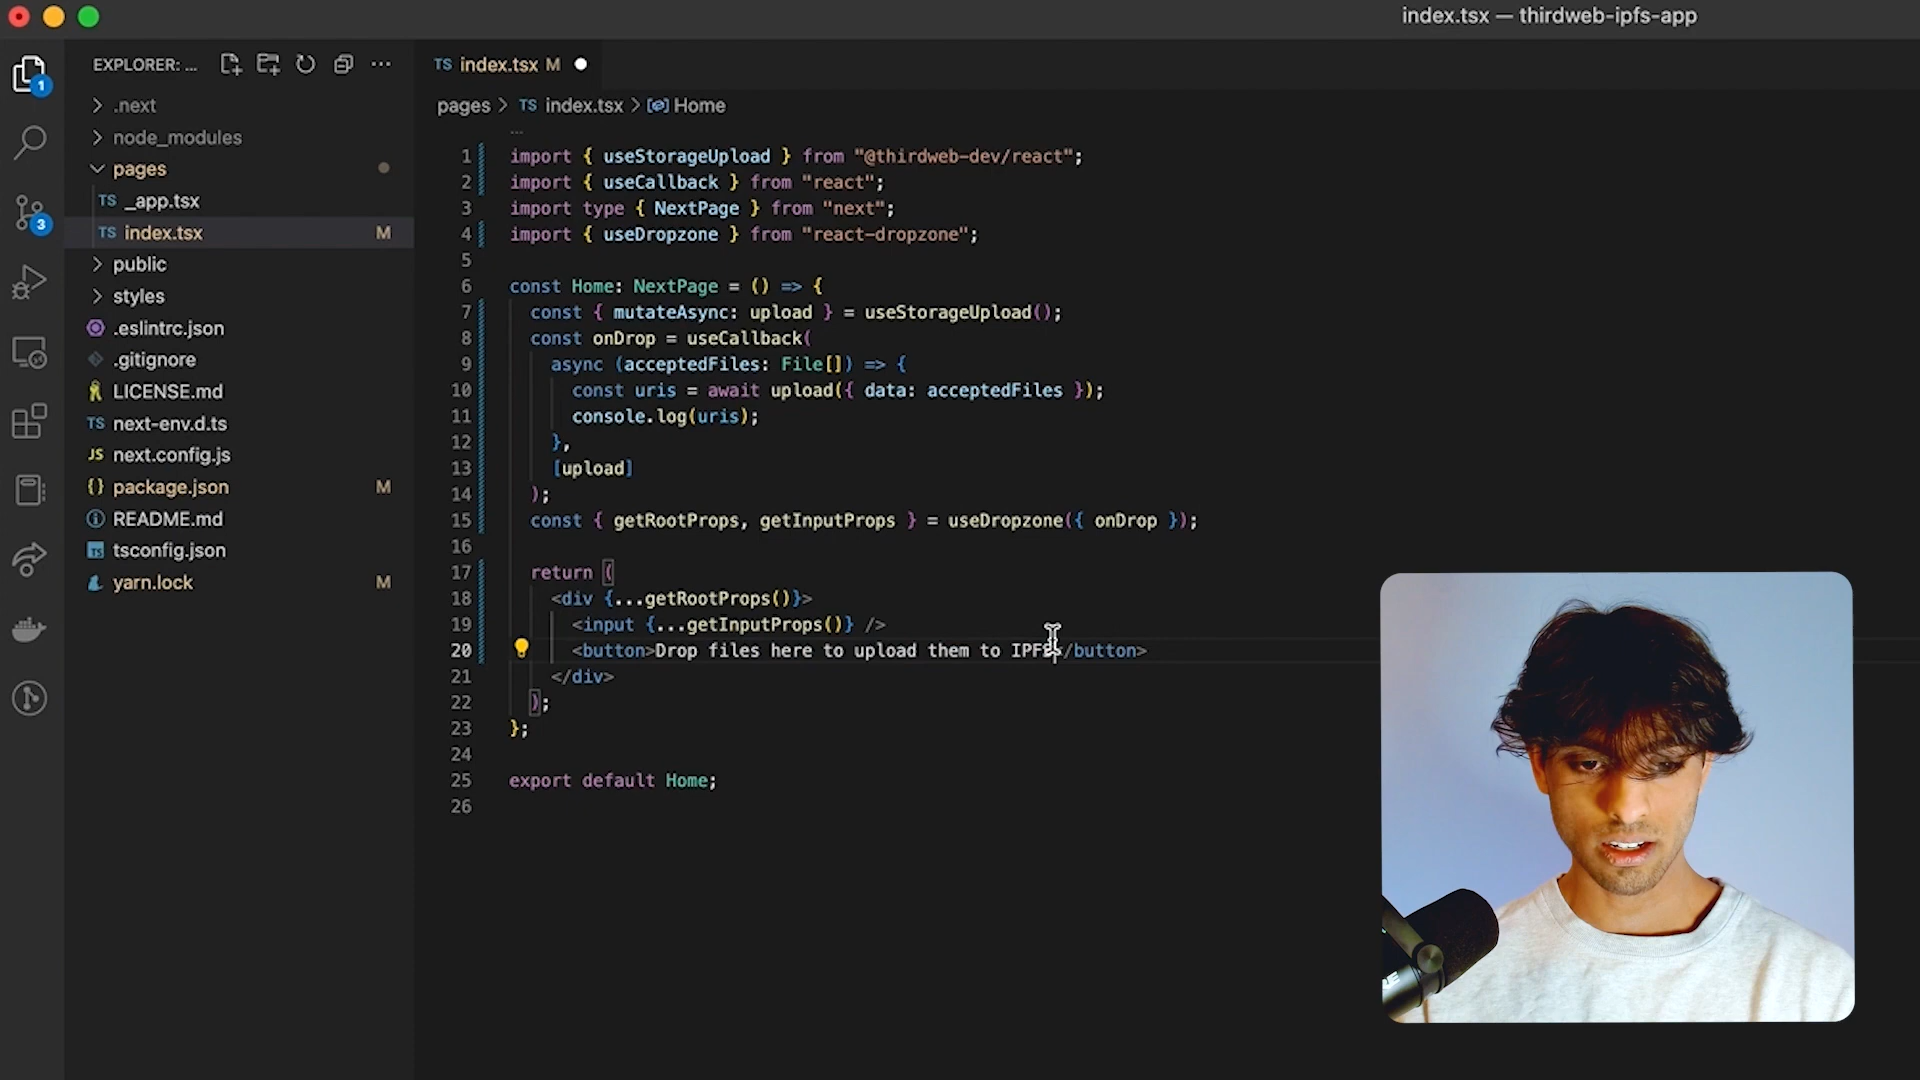 index.tsx — thirdweb-ipfs-app
EXPLORER: ...
TS index.tsx M
1
.next
pages > TS index.tsx > Home
node_modules
...
pages
1 import { useStorageUpload } from "@thirdweb-dev/react";
2 import { useCallback } from "react";
3 import type { NextPage } from "next";
4 import { useDropzone } from "react-dropzone";
5
6 const Home: NextPage = () => {
7 const { mutateAsync: upload } = useStorageUpload();
8 const onDrop = useCallback(
9 async (acceptedFiles: File[]) => {
10 const uris = await upload({ data: acceptedFiles });
11 console.log(uris);
12 },
13 [upload]
14 );
15 const { getRootProps, getInputProps } = useDropzone({ onDrop });
16
17 return (
18 <div {...getRootProps()}>
19 <input {...getInputProps()} />
20 <button>Drop files here to upload them to IPFS</button>
21 </div>
22 );
23 };
24
25 export default Home;
26
TS _app.tsx
3
TS index.tsx M
public
styles
.eslintrc.json
.gitignore
LICENSE.md
TS next-env.d.ts
JS next.config.js
{} package.json M
README.md
TS tsconfig.json
yarn.lock M